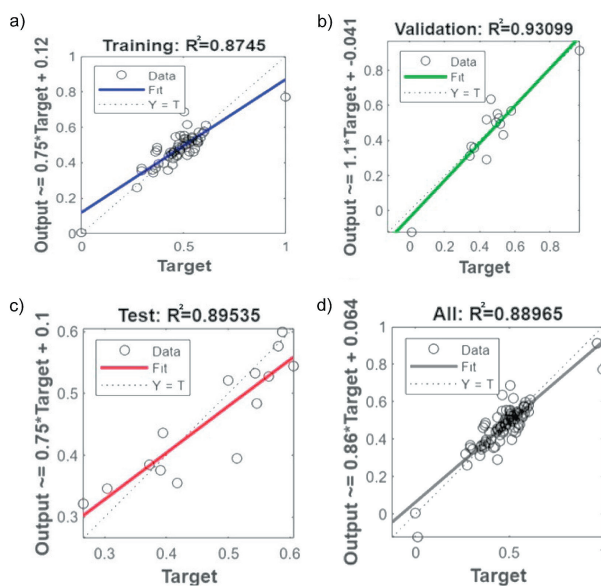 a)
Training: R²=0.8745
Output ~= 0.75*Target + 0.12
1
0.8
0.6
0.4
0.2
0
Data
Fit
Y = T
0
0.5
1
Target
b)
Validation: R²=0.93099
Output ~= 1.1*Target + -0.041
0.8
0.6
0.4
0.2
0
Data
Fit
Y = T
0
0.2
0.4
0.6
0.8
Target
c)
Test: R²=0.89535
Output ~= 0.75*Target + 0.1
0.6
0.5
0.4
0.3
Data
Fit
Y = T
0.3
0.4
0.5
0.6
Target
d)
All: R²=0.88965
Output ~= 0.86*Target + 0.064
1
0.8
0.6
0.4
0.2
0
Data
Fit
Y = T
0
0.5
Target